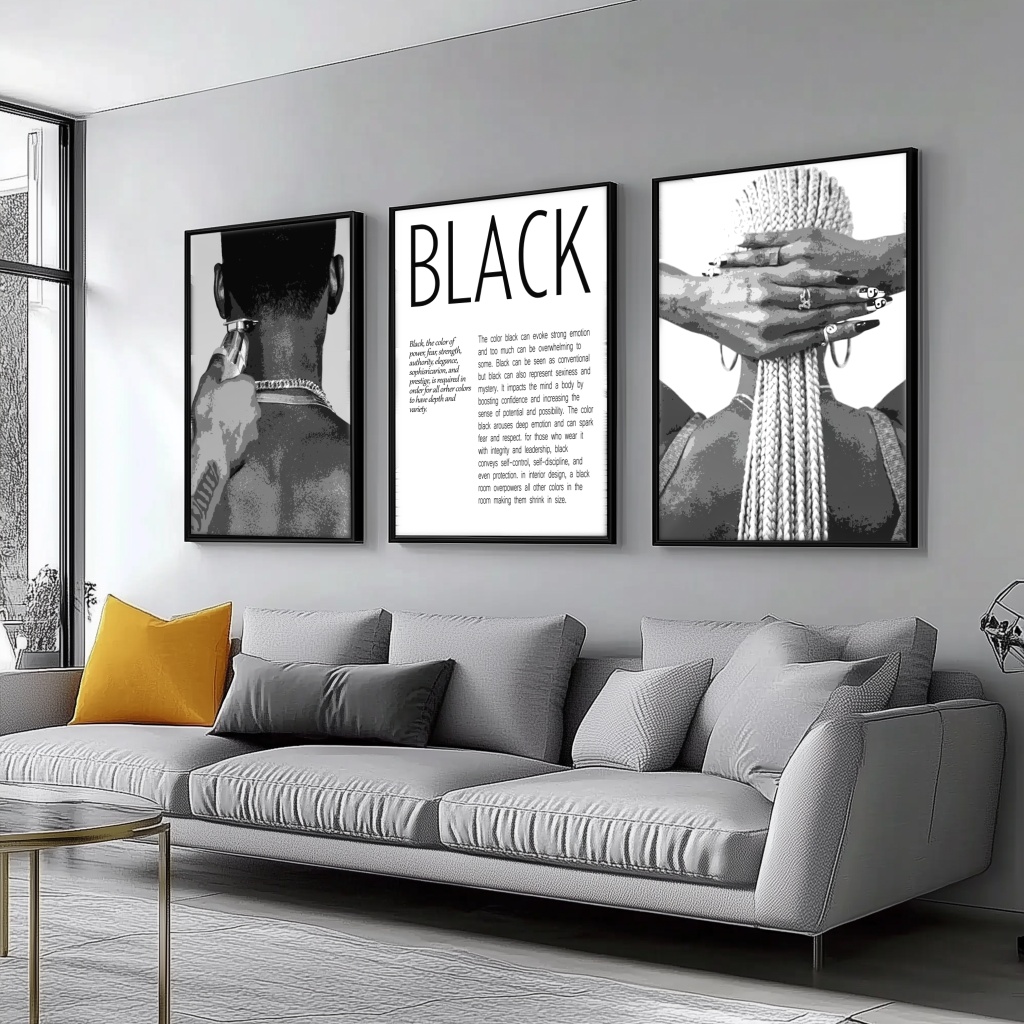 BLACK
Black, the color of
power, fear, strength,
authority, elegance,
sophistication, and
prestige, is required in
order for all other colors
to have depth and
variety.
The color black can evoke strong emotion
and too much can be overwhelming to
some. Black can be seen as conventional
but black can also represent sexiness and
mystery. It impacts the mind a body by
boosting confidence and increasing the
sense of potential and possibility. The color
black arouses deep emotion and can spark
fear and respect. for those who wear it
with integrity and leadership, black
conveys self-control, self-discipline, and
even protection. in interior design, a black
room overpowers all other colors in the
room making them shrink in size.